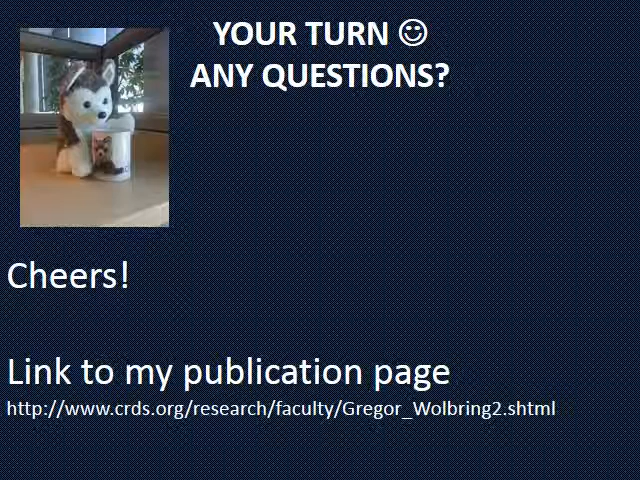 YOUR TURN ☺
ANY QUESTIONS?
Cheers!
Link to my publication page
http://www.crds.org/research/faculty/Gregor_Wolbring2.shtml